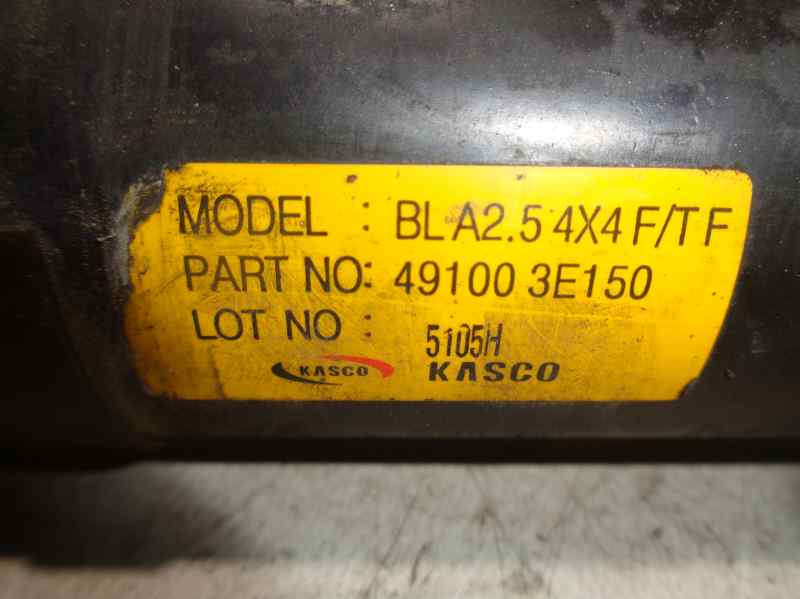 MODEL : BL A2.5 4X4 F/T F
PART NO: 49100 3E150
LOT NO : 5105H
KASCO KASCO